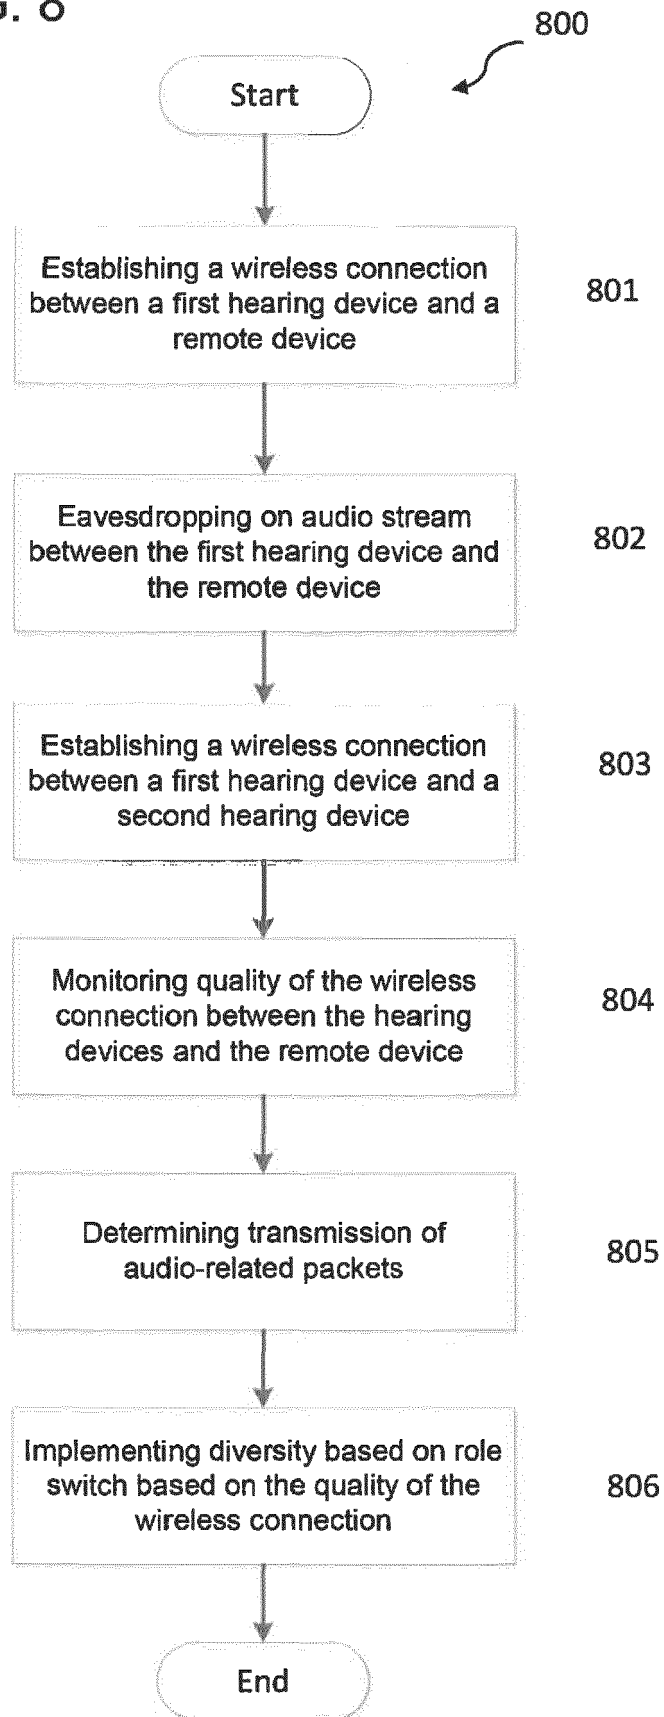 G. 8
800
Start
Establishing a wireless connection
between a first hearing device and a
remote device
801
Eavesdropping on audio stream
between the first hearing device and
the remote device
802
Establishing a wireless connection
between a first hearing device and a
second hearing device
803
Monitoring quality of the wireless
connection between the hearing
devices and the remote device
804
Determining transmission of
audio-related packets
805
Implementing diversity based on role
switch based on the quality of the
wireless connection
806
End